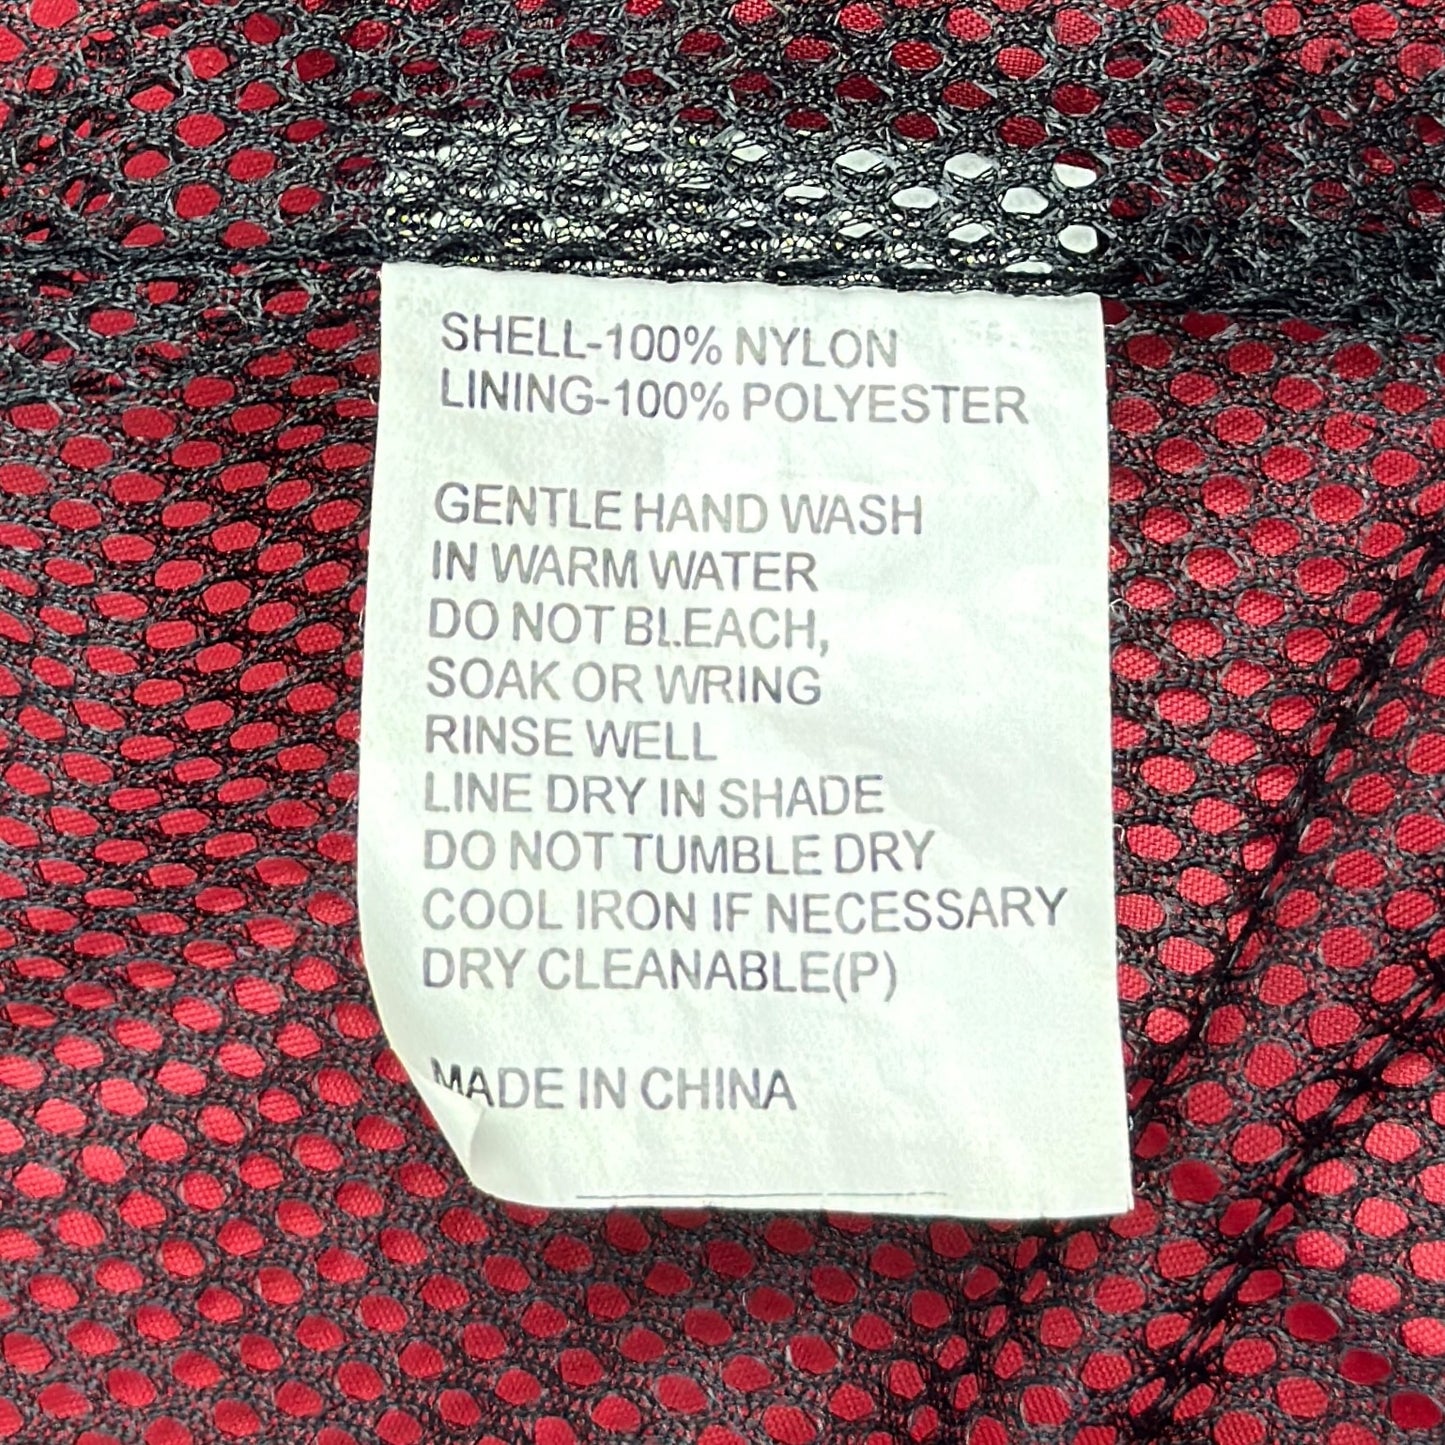 SHELL-100% NYLON
LINING-100% POLYESTER
GENTLE HAND WASH
IN WARM WATER
DO NOT BLEACH,
SOAK OR WRING
RINSE WELL
LINE DRY IN SHADE
DO NOT TUMBLE DRY
COOL IRON IF NECESSARY
DRY CLEANABLE(P)
MADE IN CHINA